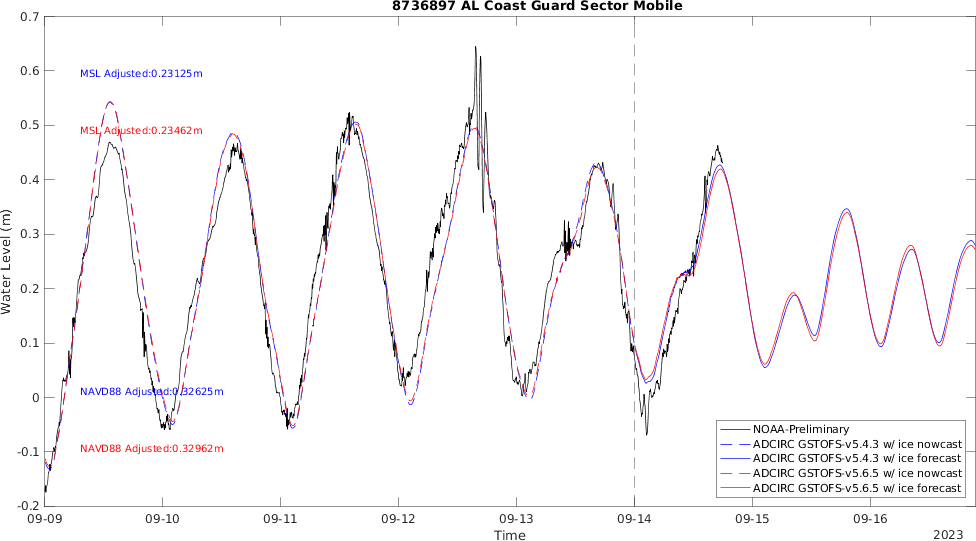 8736897 AL Coast Guard Sector Mobile
0.7
0.6
0.5
0.4
0.3
0.2
0.1
0
-0.1
-0.2
Water Level (m)
MSL Adjusted:0.23125m
MSL Adjusted:0.23462m
NAVD88 Adjusted:0.32625m
NAVD88 Adjusted:0.32962m
NOAA-Preliminary
ADCIRC GSTOFS-v5.4.3 w/ ice nowcast
ADCIRC GSTOFS-v5.4.3 w/ ice forecast
ADCIRC GSTOFS-v5.6.5 w/ ice nowcast
ADCIRC GSTOFS-v5.6.5 w/ ice forecast
09-09 09-10 09-11 09-12 09-13 09-14 09-15 09-16
Time
2023